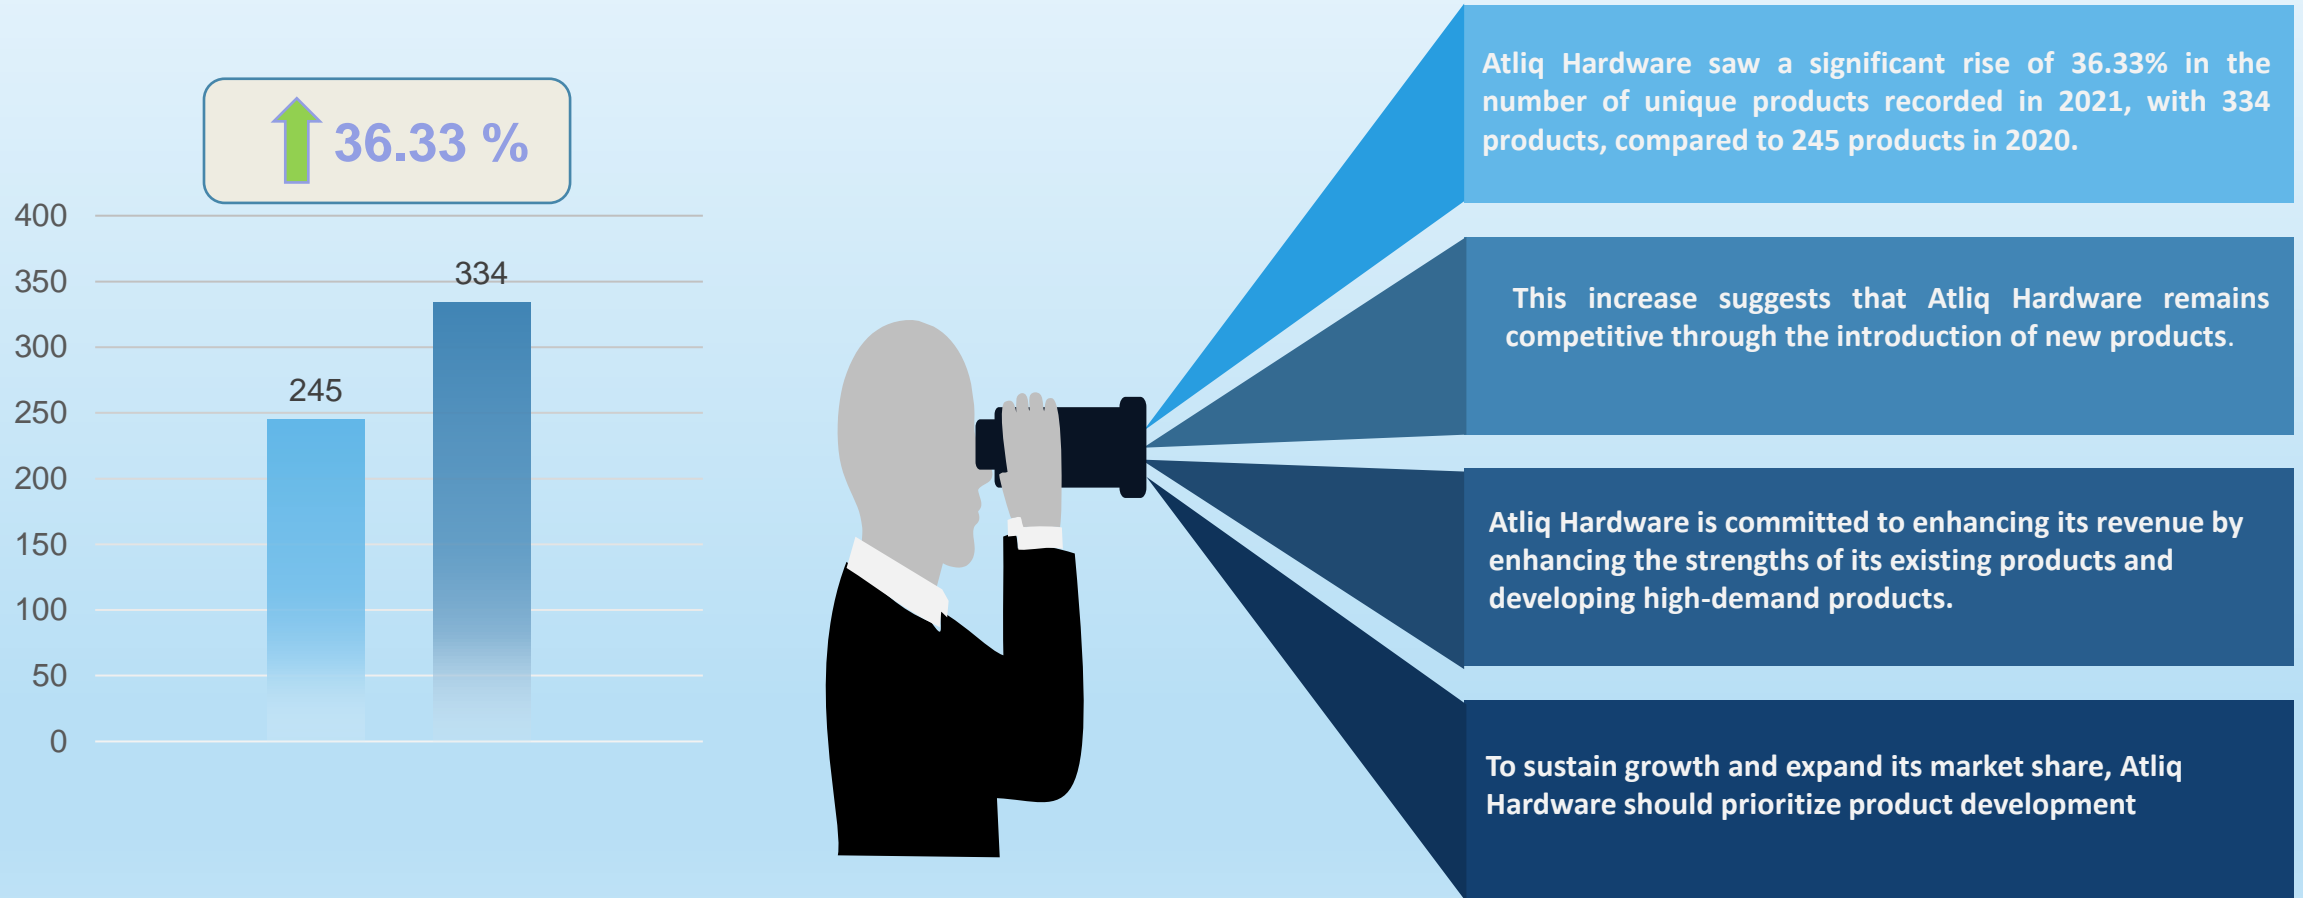 36.33 %
400
350
300
250
200
150
100
50
0
245
334
Atliq Hardware saw a significant rise of 36.33% in the
number of unique products recorded in 2021, with 334
products, compared to 245 products in 2020.
This increase suggests that Atliq Hardware remains
competitive through the introduction of new products.
Atliq Hardware is committed to enhancing its revenue by
enhancing the strengths of its existing products and
developing high-demand products.
To sustain growth and expand its market share, Atliq
Hardware should prioritize product development